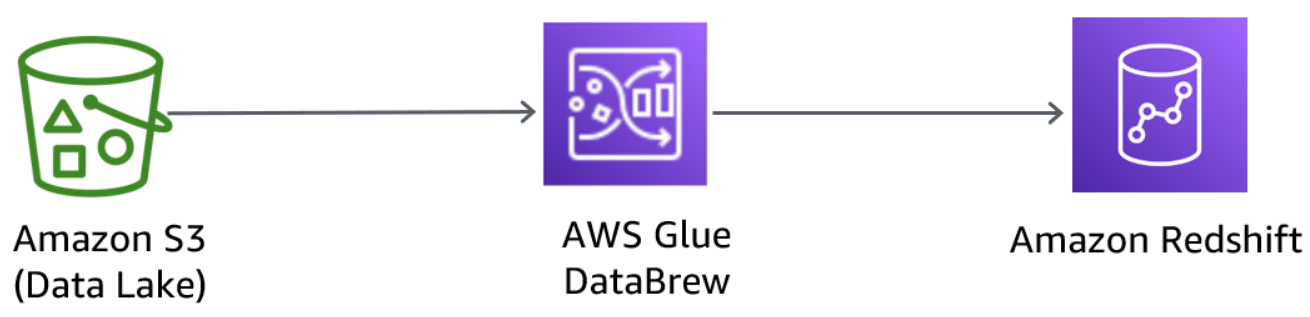 Amazon S3
(Data Lake)
AWS Glue
DataBrew
Amazon Redshift